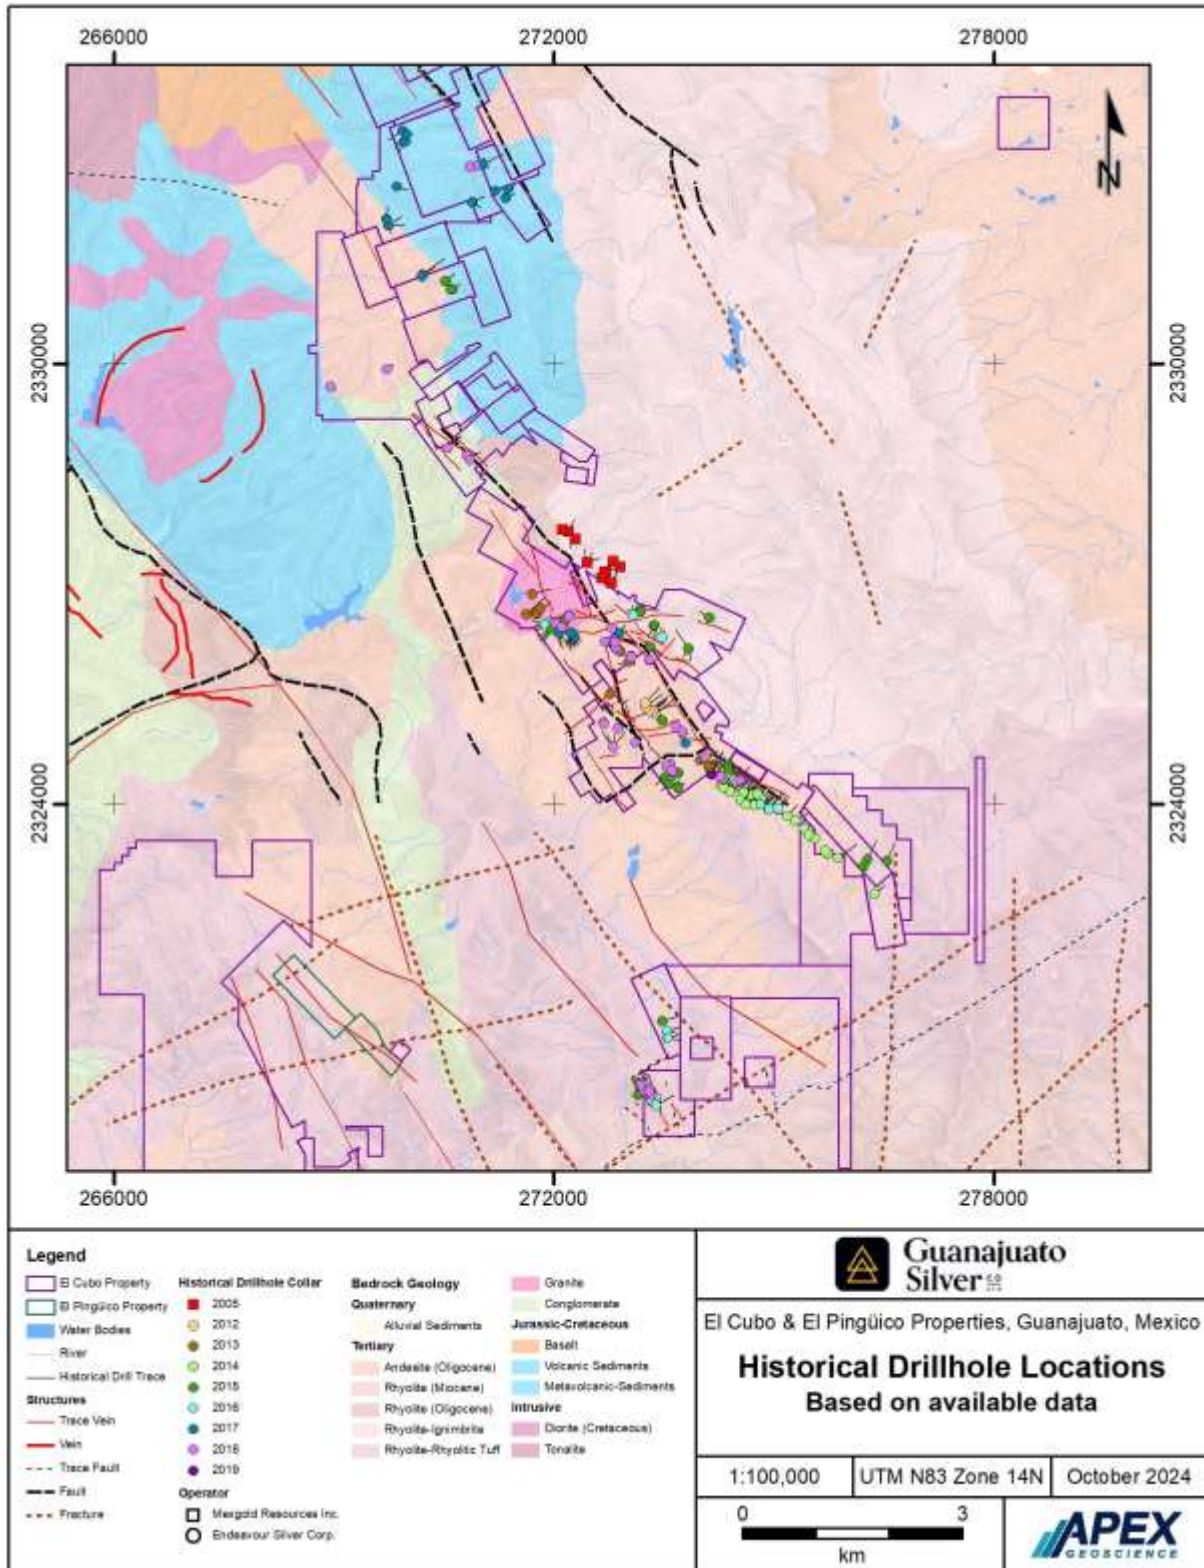 266000 272000 278000
2330000 2330000
2324000 2324000
N
266000 272000 278000
Legend
El Cubo Property
El Pingüico Property
Water Bodies
River
Historical Drill Trace
Structures
Trace Vein
Vein
Trace Fault
Fault
Fracture
Historical Drillhole Collar
2005
2012
2013
2014
2015
2016
2017
2018
2019
Operator
Mergold Resources Inc.
Endeavour Silver Corp.
Bedrock Geology
Quaternary
Alluvial Sediments
Tertiary
Andesite (Oligocene)
Rhyolite (Miocene)
Rhyolite (Oligocene)
Rhyolite-Ignimbrite
Rhyolite-Rhyolitic Tuff
Granite
Conglomerate
Jurassic-Cretaceous
Basalt
Volcanic Sediments
Metavolcanic-Sediments
Intrusive
Diorite (Cretaceous)
Tonalite
Guanajuato
Silver
El Cubo & El Pingüico Properties, Guanajuato, Mexico
Historical Drillhole Locations
Based on available data
1:100,000 UTM N83 Zone 14N October 2024
0 3
km
APEX
GEOSCIENCE